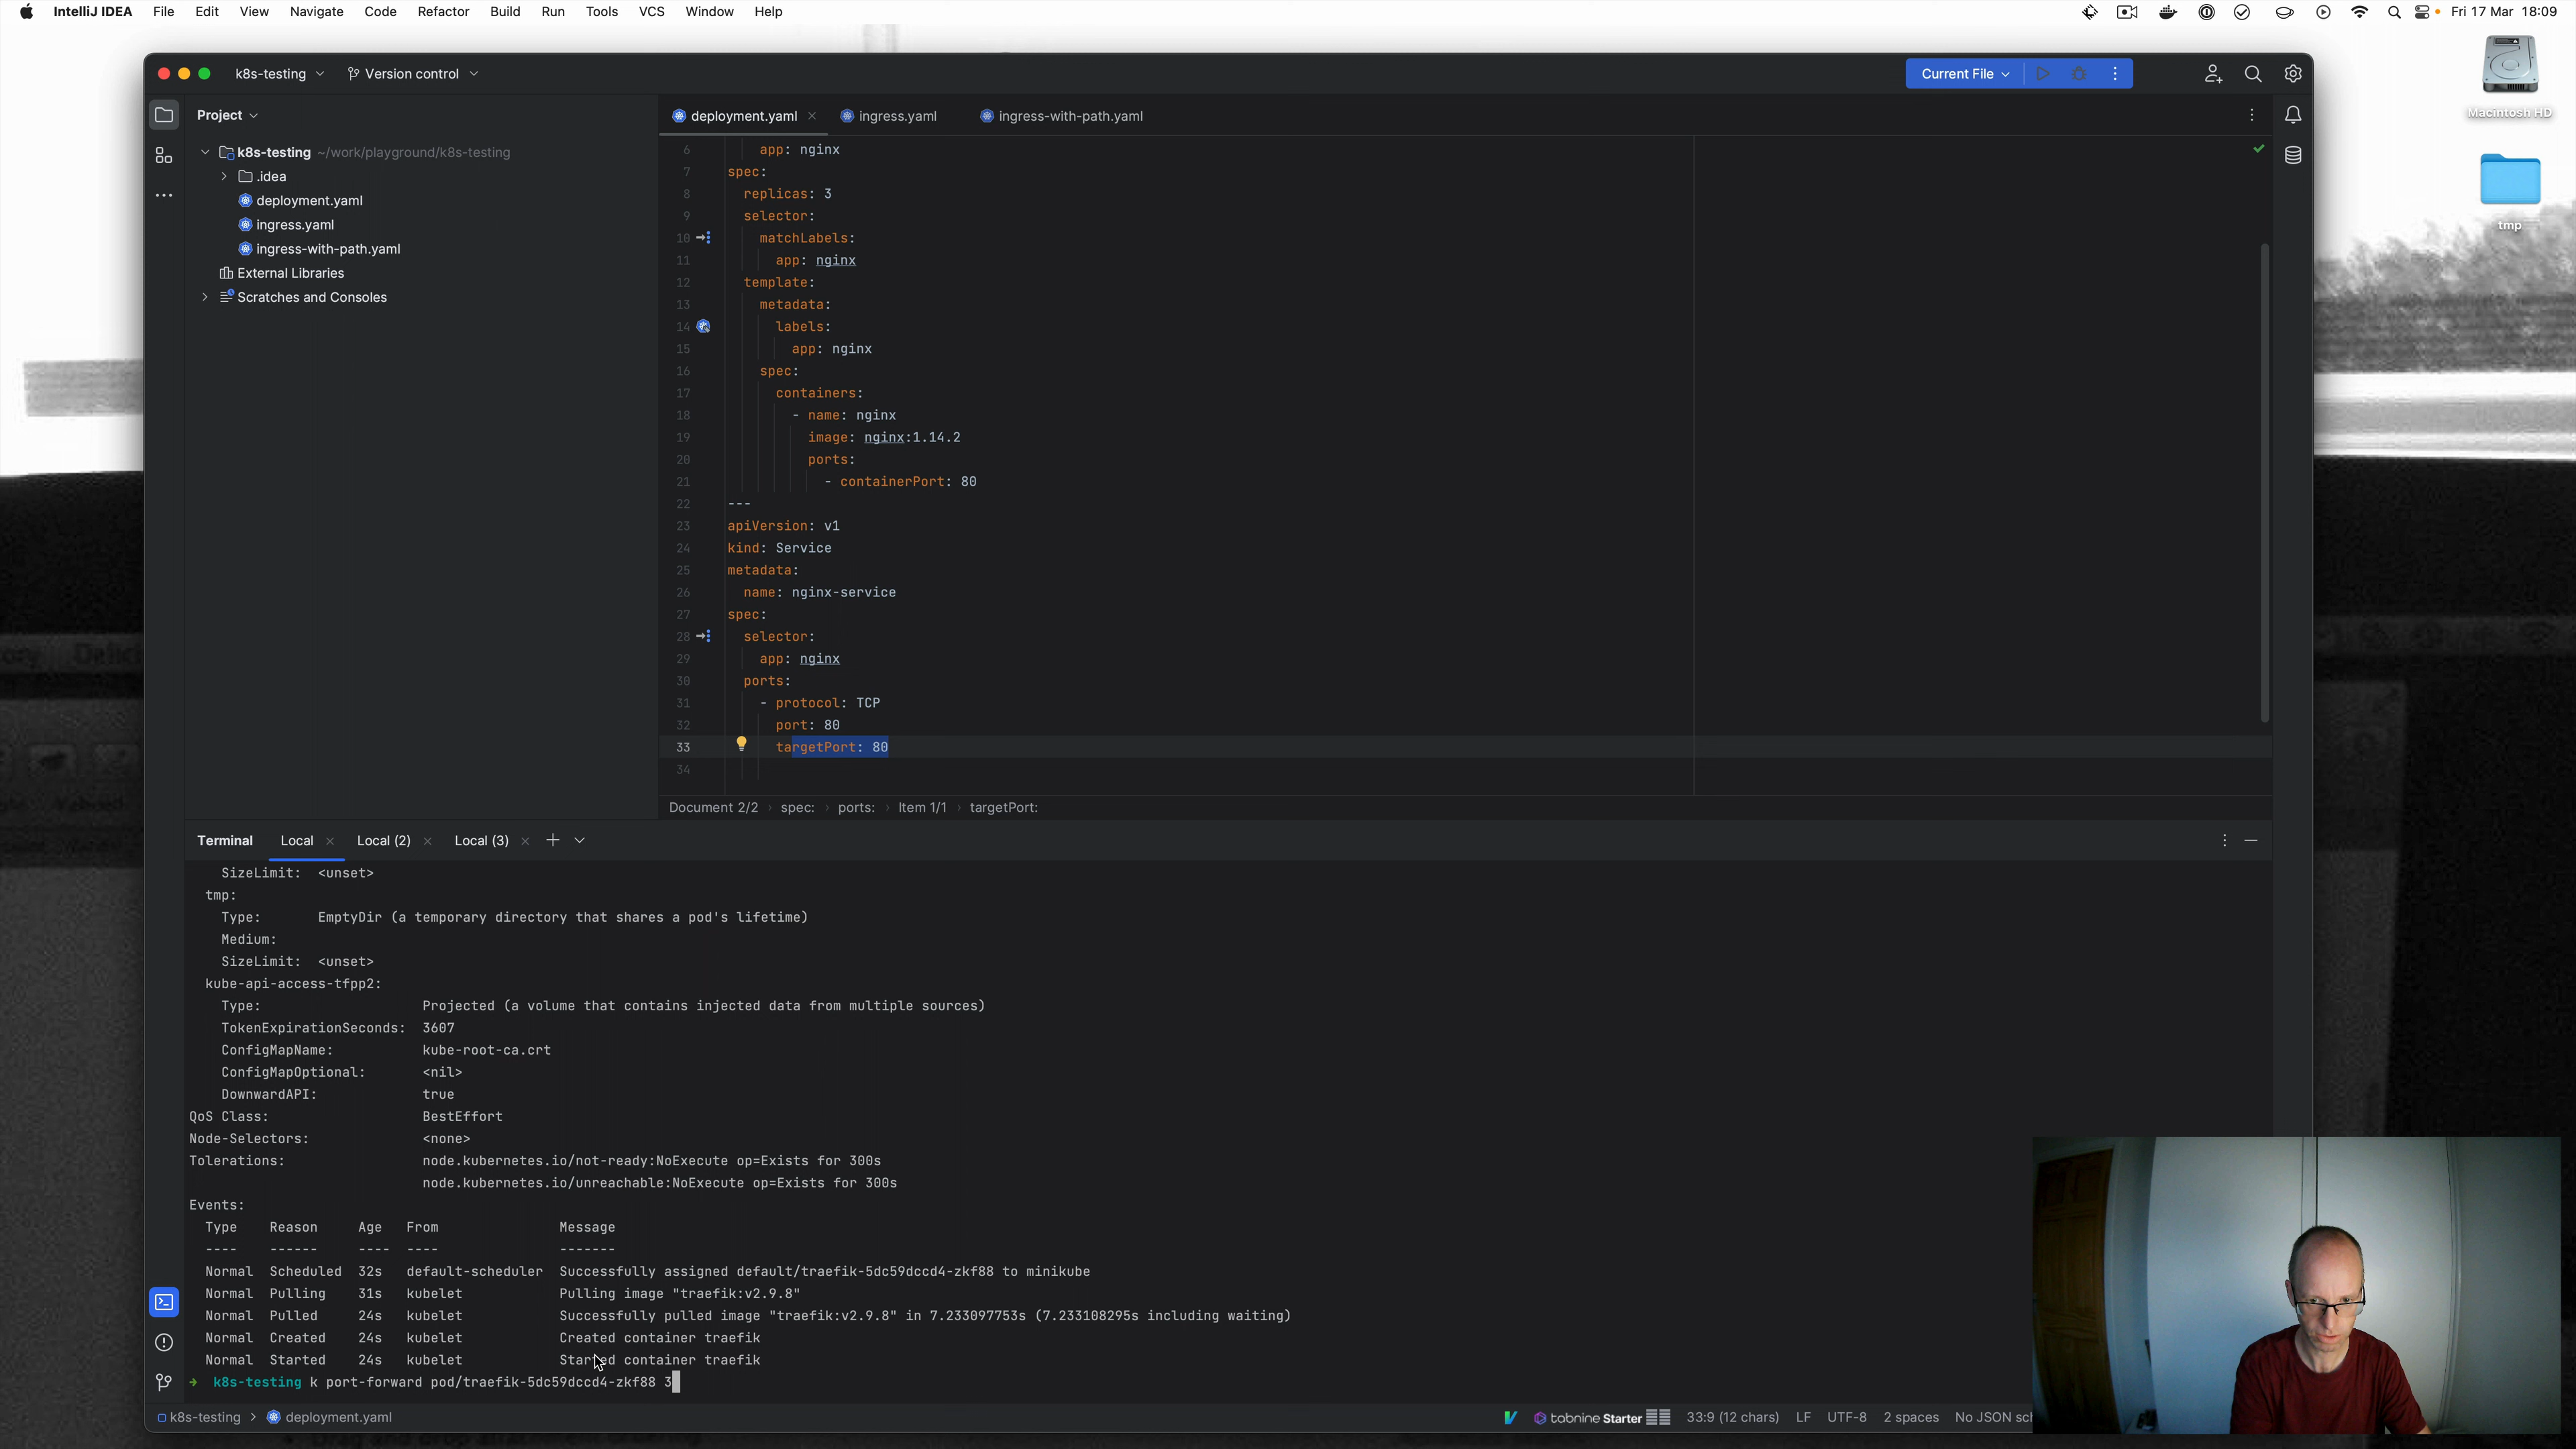 IntelliJ IDEA File Edit View Navigate Code Refactor Build Run Tools VCS Window Help Fri 17 Mar 18:09
k8s-testing Version control Current File
Macintosh HD
tmp
Project
k8s-testing ~/work/playground/k8s-testing
.idea
deployment.yaml
ingress.yaml
ingress-with-path.yaml
External Libraries
Scratches and Consoles
deployment.yaml ingress.yaml ingress-with-path.yaml
6 app: nginx
7 spec:
8 replicas: 3
9 selector:
10 matchLabels:
11 app: nginx
12 template:
13 metadata:
14 labels:
15 app: nginx
16 spec:
17 containers:
18 - name: nginx
19 image: nginx:1.14.2
20 ports:
21 - containerPort: 80
22 ---
23 apiVersion: v1
24 kind: Service
25 metadata:
26 name: nginx-service
27 spec:
28 selector:
29 app: nginx
30 ports:
31 - protocol: TCP
32 port: 80
33 targetPort: 80
34
Document 2/2 › spec: › ports: › Item 1/1 › targetPort:
Terminal Local Local (2) Local (3)
SizeLimit: <unset>
tmp:
Type: EmptyDir (a temporary directory that shares a pod's lifetime)
Medium:
SizeLimit: <unset>
kube-api-access-tfpp2:
Type: Projected (a volume that contains injected data from multiple sources)
TokenExpirationSeconds: 3607
ConfigMapName: kube-root-ca.crt
ConfigMapOptional: <nil>
DownwardAPI: true
QoS Class: BestEffort
Node-Selectors: <none>
Tolerations: node.kubernetes.io/not-ready:NoExecute op=Exists for 300s
node.kubernetes.io/unreachable:NoExecute op=Exists for 300s
Events:
Type Reason Age From Message
---- ------ ---- ---- -------
Normal Scheduled 32s default-scheduler Successfully assigned default/traefik-5dc59dccd4-zkf88 to minikube
Normal Pulling 31s kubelet Pulling image "traefik:v2.9.8"
Normal Pulled 24s kubelet Successfully pulled image "traefik:v2.9.8" in 7.233097753s (7.233108295s including waiting)
Normal Created 24s kubelet Created container traefik
Normal Started 24s kubelet Started container traefik
→ k8s-testing k port-forward pod/traefik-5dc59dccd4-zkf88 3
k8s-testing > deployment.yaml tabnine Starter 33:9 (12 chars) LF UTF-8 2 spaces No JSON sch